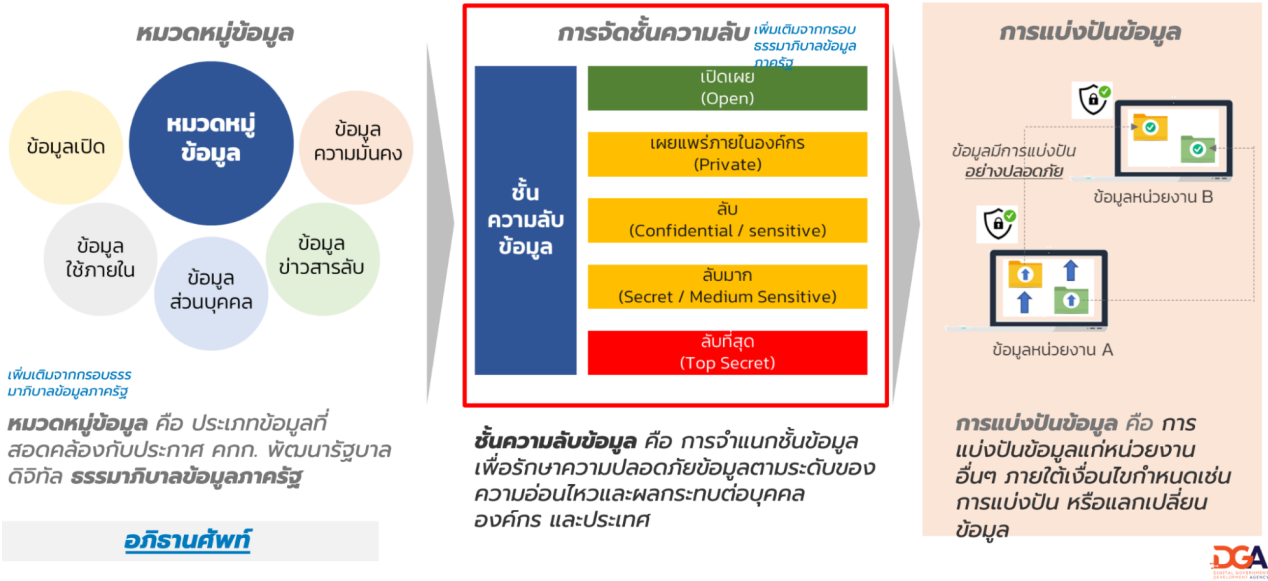 หมวดหมู่ข้อมูล
หมวดหมู่
ข้อมูล
ข้อมูลเปิด
ข้อมูล
ความมั่นคง
ข้อมูล
ใช้ภายใน
ข้อมูล
ส่วนบุคคล
ข้อมูล
ข่าวสารลับ
เพิ่มเติมจากกรอบธรร
มาภิบาลข้อมูลภาครัฐ
หมวดหมู่ข้อมูล คือ ประเภทข้อมูลที่
สอดคล้องกับประกาศ คกก. พัฒนารัฐบาล
ดิจิทัล ธรรมาภิบาลข้อมูลภาครัฐ
อภิธานศัพท์
การจัดชั้นความลับ
เพิ่มเติมจากกรอบ
ธรรมาภิบาลข้อมูล
ภาครัฐ
ชั้น
ความลับ
ข้อมูล
เปิดเผย
(Open)
เผยแพร่ภายในองค์กร
(Private)
ลับ
(Confidential / sensitive)
ลับมาก
(Secret / Medium Sensitive)
ลับที่สุด
(Top Secret)
ชั้นความลับข้อมูล คือ การจำแนกชั้นข้อมูล
เพื่อรักษาความปลอดภัยข้อมูลตามระดับของ
ความอ่อนไหวและผลกระทบต่อบุคคล
องค์กร และประเทศ
การแบ่งปันข้อมูล
ข้อมูลมีการแบ่งปัน
อย่างปลอดภัย
ข้อมูลหน่วยงาน B
ข้อมูลหน่วยงาน A
การแบ่งปันข้อมูล คือ การ
แบ่งปันข้อมูลแก่หน่วยงาน
อื่นๆ ภายใต้เงื่อนไขกำหนดเช่น
การแบ่งปัน หรือแลกเปลี่ยน
ข้อมูล
DGA
DIGITAL GOVERNMENT
DEVELOPMENT AGENCY